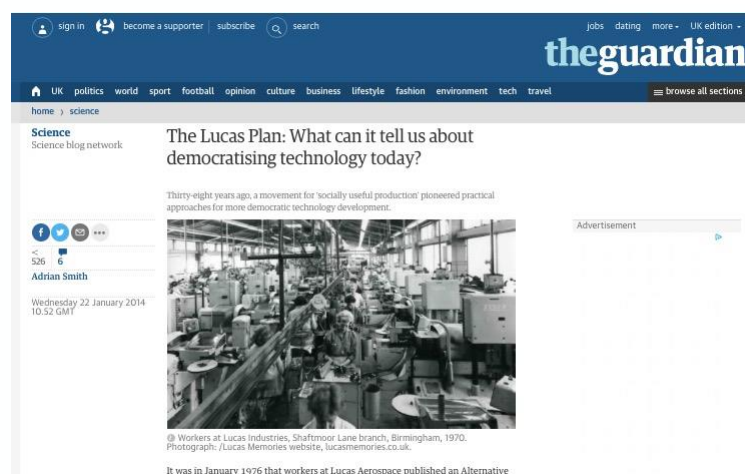 sign in
become a supporter
subscribe
search
jobs
dating
more
UK edition
theguardian
UK
politics
world
sport
football
opinion
culture
business
lifestyle
fashion
environment
tech
travel
browse all sections
home › science
Science
Science blog network
The Lucas Plan: What can it tell us about
democratising technology today?
Thirty-eight years ago, a movement for 'socially useful production' pioneered practical
approaches for more democratic technology development.
526
6
Adrian Smith
Wednesday 22 January 2014
10.52 GMT
Advertisement
Workers at Lucas Industries, Shaftmoor Lane branch, Birmingham, 1970.
Photograph: /Lucas Memories website, lucasmemories.co.uk.
It was in January 1976 that workers at Lucas Aerospace published an Alternative